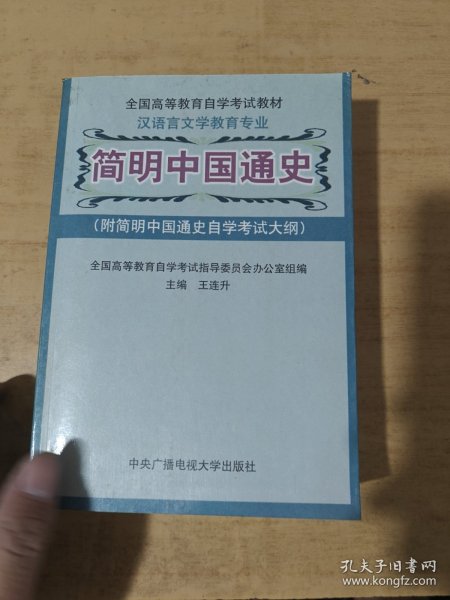 全国高等教育自学考试教材
汉语言文学教育专业
简明中国通史
(附简明中国通史自学考试大纲)
全国高等教育自学考试指导委员会办公室组编
主编 王连升
中央广播电视大学出版社
孔夫子旧书网
www.kongfz.com